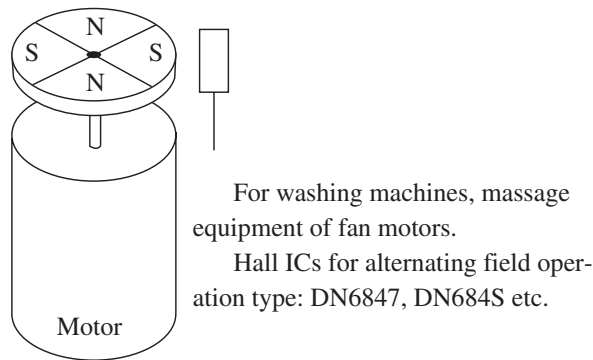 N
S S
N
For washing machines, massage
equipment of fan motors.
Hall ICs for alternating field oper-
ation type: DN6847, DN684S etc.
Motor